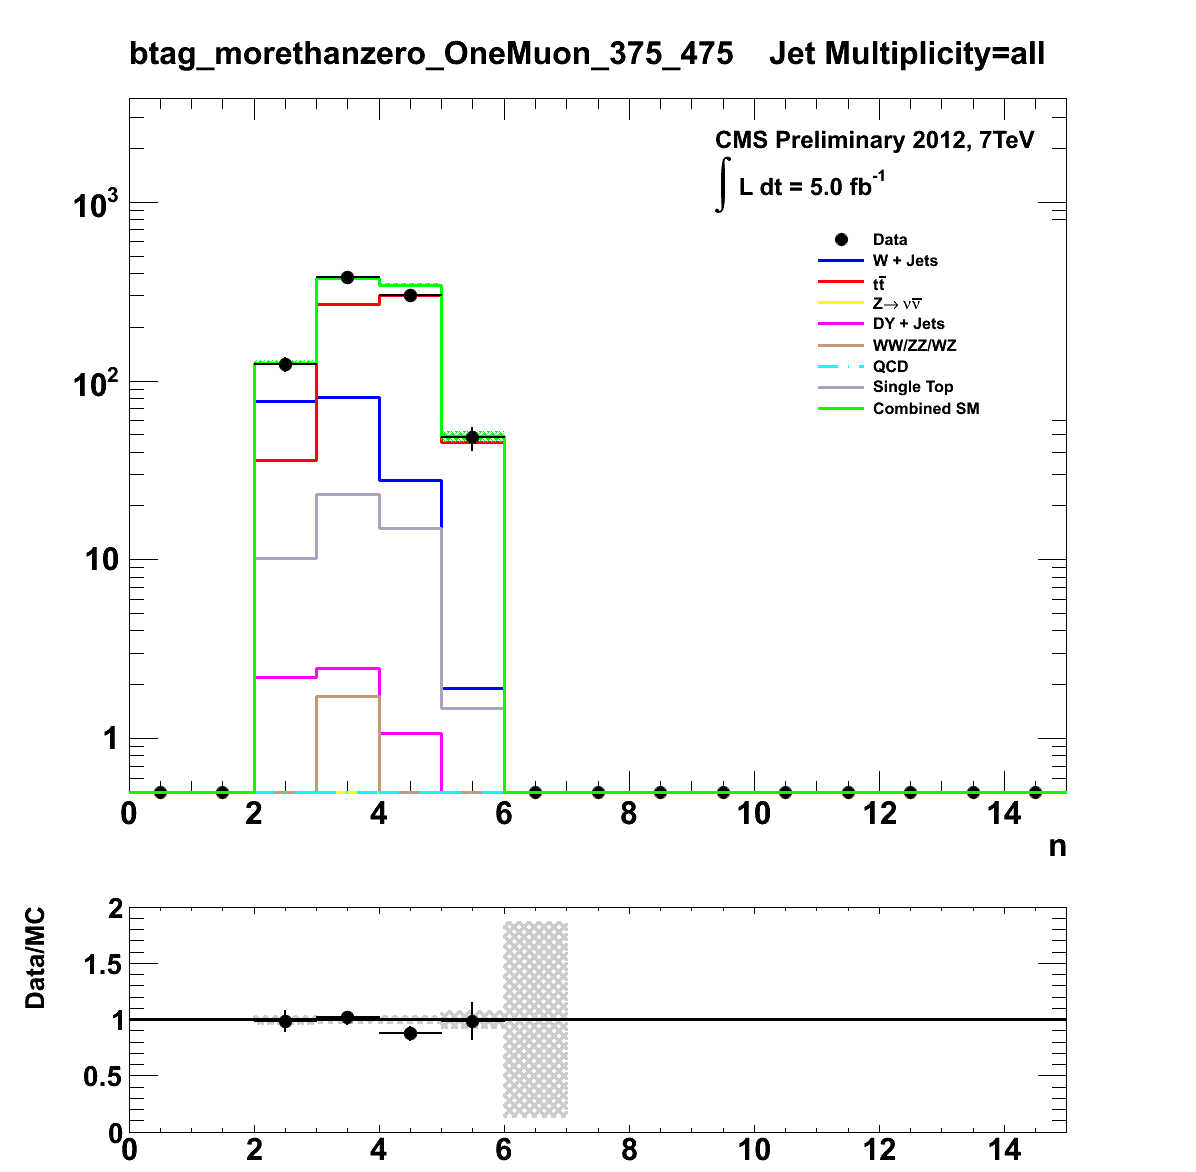 btag_morethanzero_OneMuon_375_475 Jet Multiplicity=all
CMS Preliminary 2012, 7TeV
∫ L dt = 5.0 fb⁻¹
Data
W + Jets
tt̅
Z→ νν̅
DY + Jets
WW/ZZ/WZ
QCD
Single Top
Combined SM
10³
10²
10
1
0 2 4 6 8 10 12 14
n
Data/MC
2
1.5
1
0.5
0
0 2 4 6 8 10 12 14